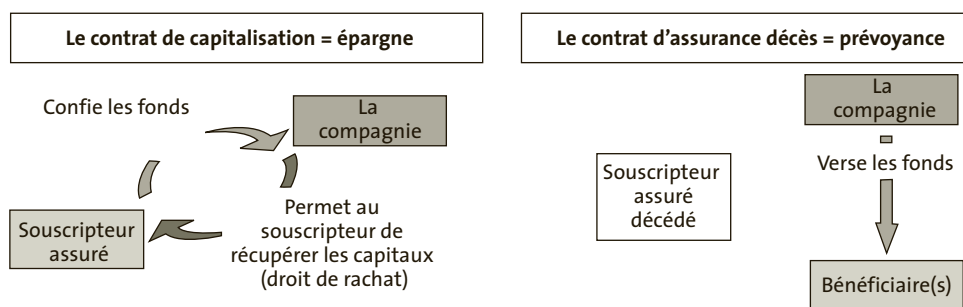 Le contrat de capitalisation = épargne
Confie les fonds
La
compagnie
Souscripteur
assuré
Permet au
souscripteur de
récupérer les capitaux
(droit de rachat)
Le contrat d’assurance décès = prévoyance
La
compagnie
Verse les fonds
Souscripteur
assuré
décédé
Bénéficiaire(s)